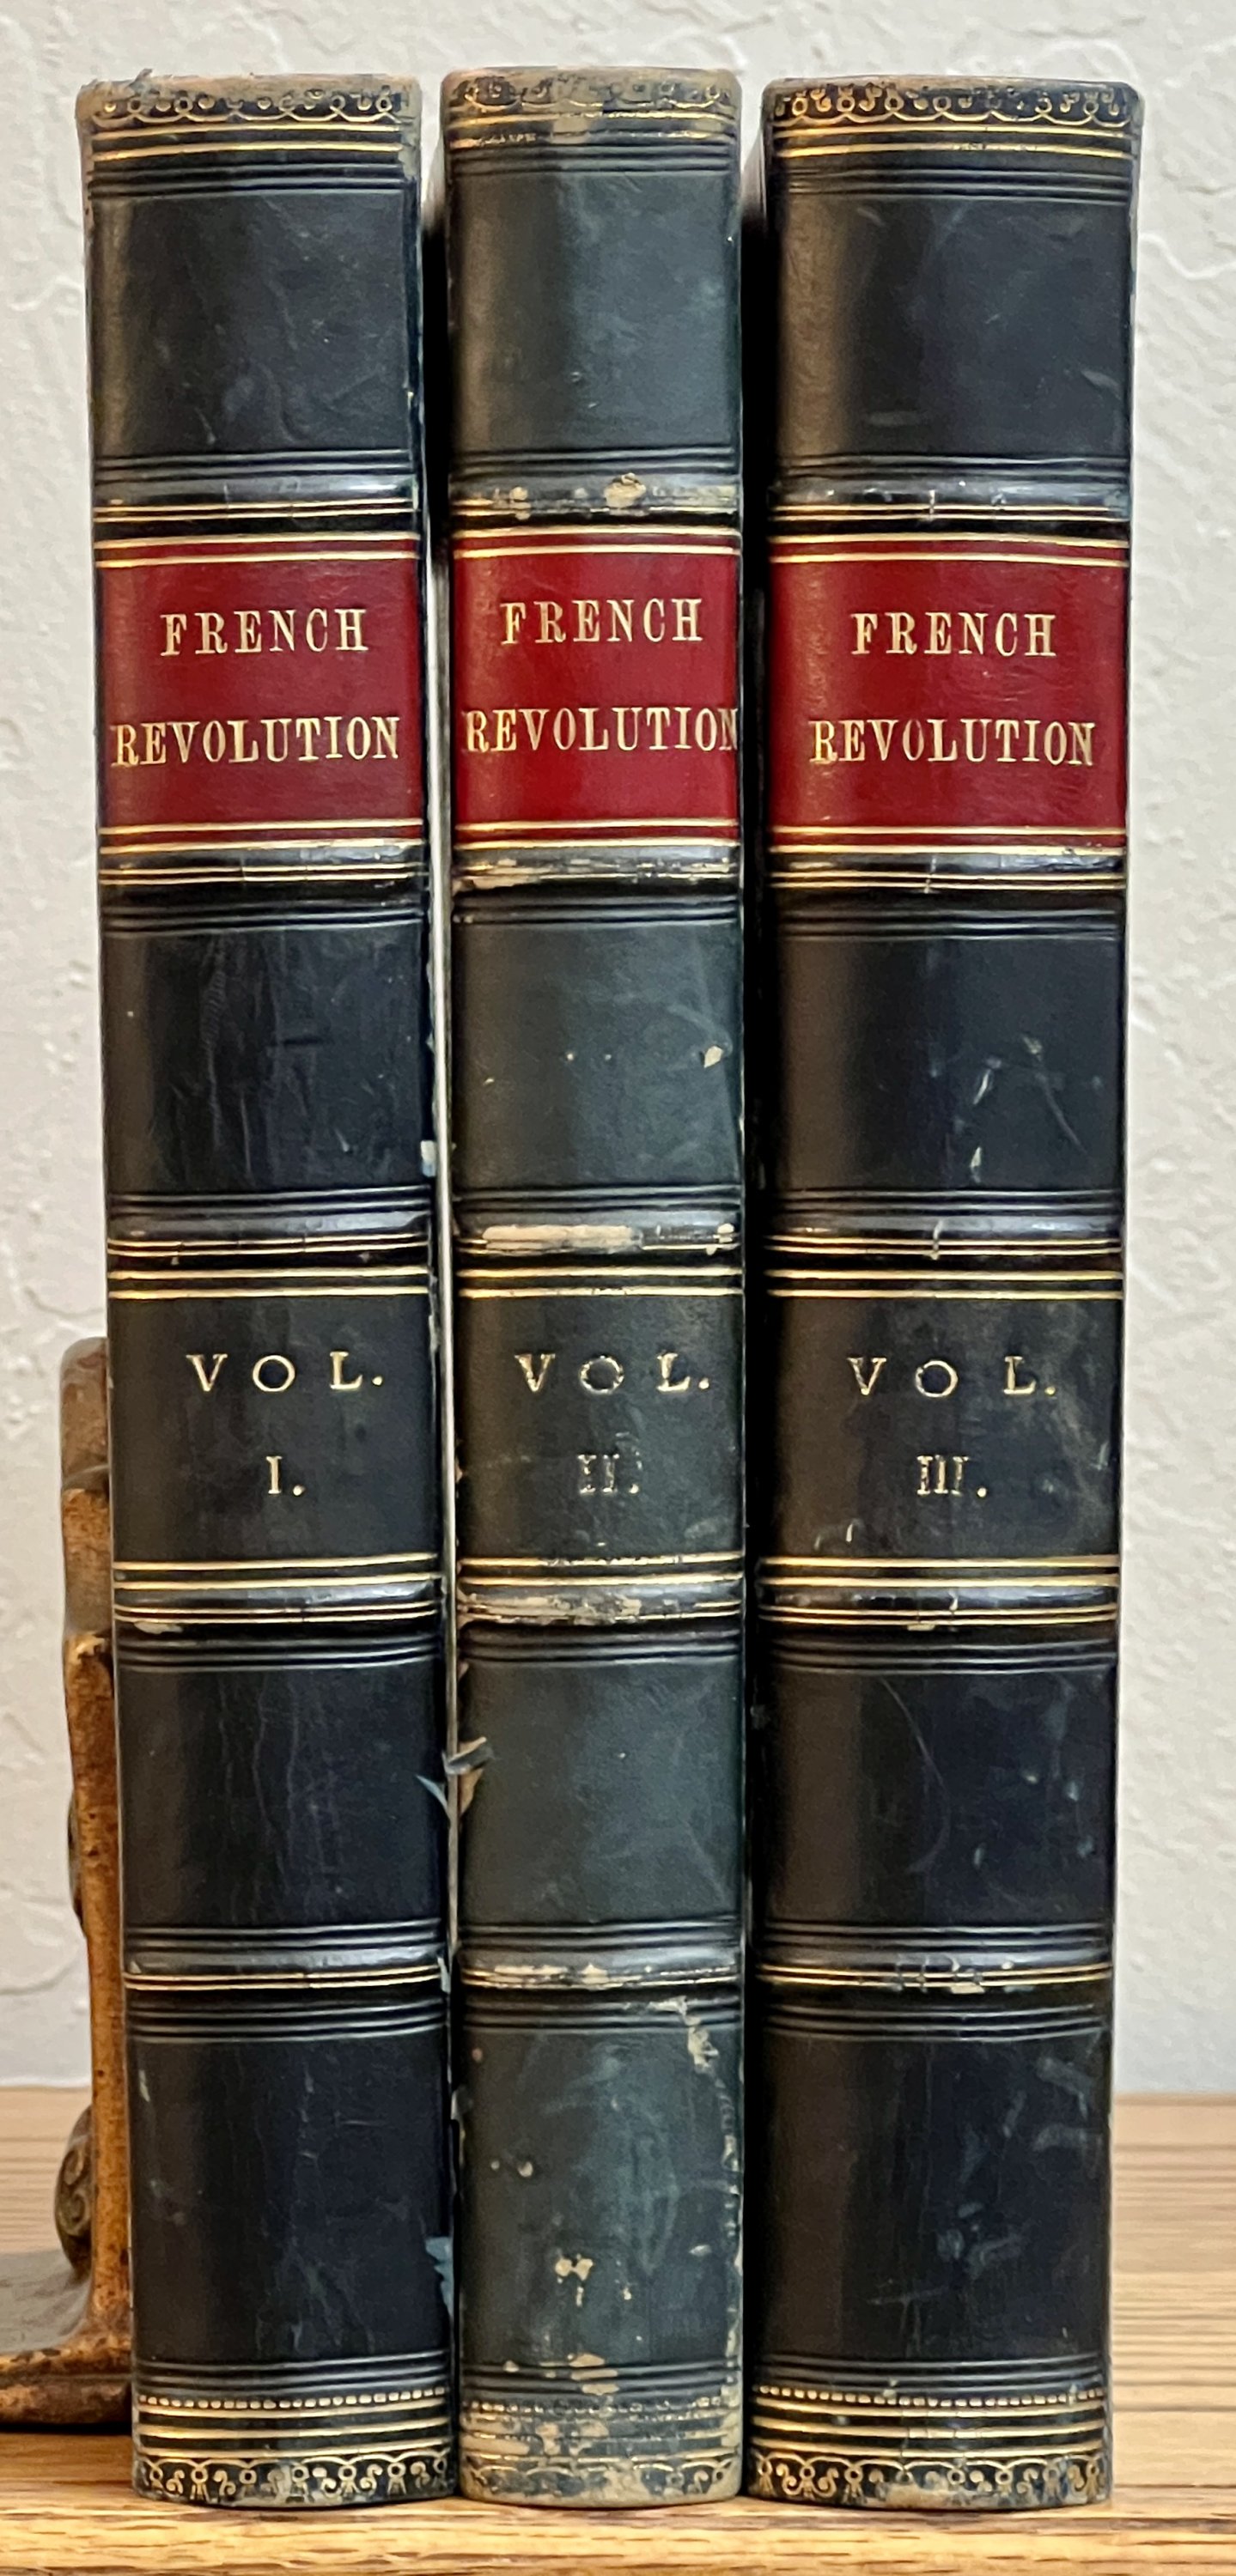 FRENCH
REVOLUTION
VOL.
I.
FRENCH
REVOLUTION
VOL.
II.
FRENCH
REVOLUTION
VOL.
III.